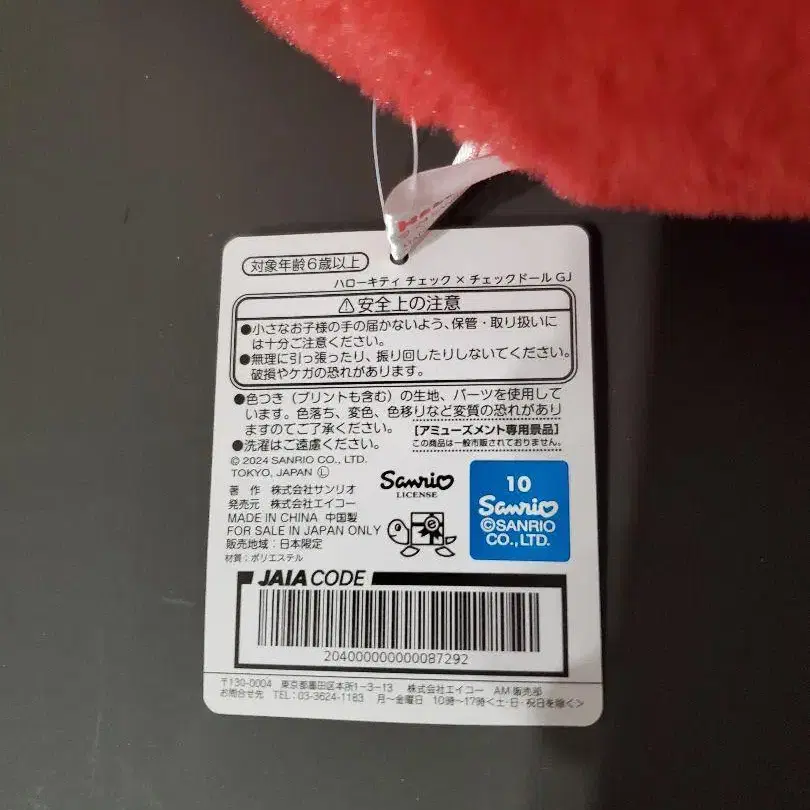 対象年齢6歳以上
ハローキティ チェック×チェックドール GJ
⚠安全上の注意
●小さなお子様の手の届かないよう、保管・取り扱いに
は十分ご注意ください。
●無理に引っ張ったり、振り回したりしないでください。
破損やケガの恐れがあります。
●色つき（プリントも含む）の生地、パーツを使用して
います。色落ち、変色、色移りなど変質の恐れがあり
ますのでご了承ください。
【アミューズメント専用景品】
●洗濯はご遠慮ください。
この商品は一般市販されておりません。
© 2024 SANRIO CO., LTD.
TOKYO, JAPAN Ⓛ
著 作 株式会社サンリオ
発売元 株式会社エイコー
MADE IN CHINA 中国製
FOR SALE IN JAPAN ONLY
販売地域：日本限定
材質：ポリエステル
Sanrio
LICENSE
e
10
Sanrio
©SANRIO
CO.,LTD.
JAIA CODE
204000000000087292
〒130-0004 東京都墨田区本所1-3-13 株式会社エイコー AM販売部
お問合せ先 TEL:03-3624-1183 月～金曜日 10時～17時<土・日・祝日を除く>